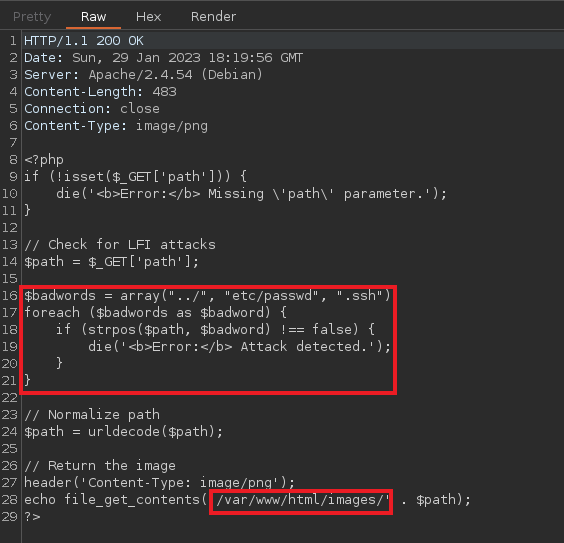 Pretty Raw Hex Render
1 HTTP/1.1 200 OK
2 Date: Sun, 29 Jan 2023 18:19:56 GMT
3 Server: Apache/2.4.54 (Debian)
4 Content-Length: 483
5 Connection: close
6 Content-Type: image/png
7
8 <?php
9 if (!isset($_GET['path'])) {
10     die('<b>Error:</b> Missing \'path\' parameter.');
11 }
12
13 // Check for LFI attacks
14 $path = $_GET['path'];
15
16 $badwords = array("../", "etc/passwd", ".ssh")
17 foreach ($badwords as $badword) {
18     if (strpos($path, $badword) !== false) {
19         die('<b>Error:</b> Attack detected.');
20     }
21 }
22
23 // Normalize path
24 $path = urldecode($path);
25
26 // Return the image
27 header('Content-Type: image/png');
28 echo file_get_contents('/var/www/html/images/' . $path);
29 ?>